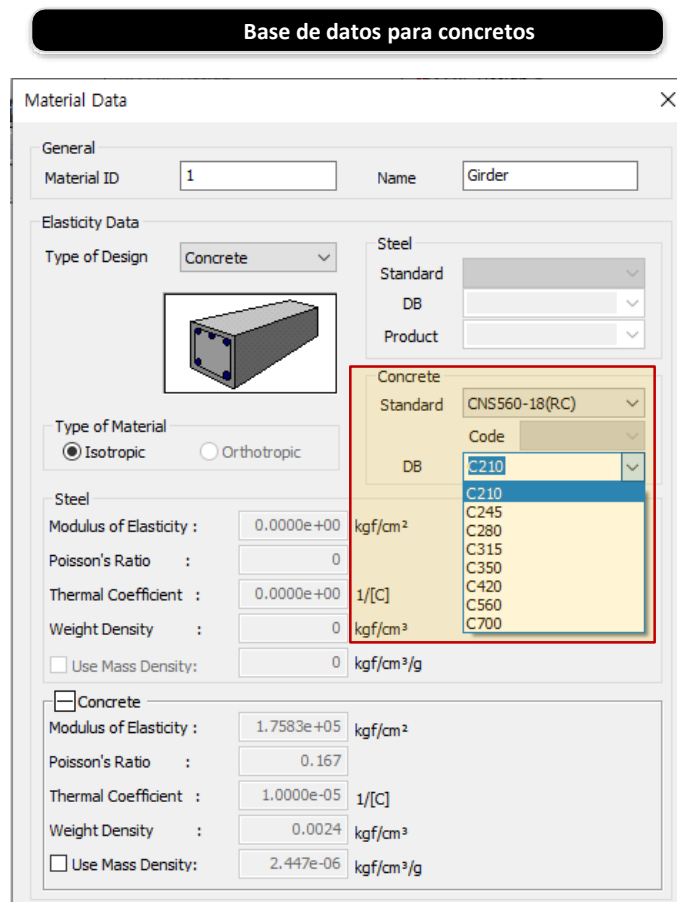 Base de datos para concretos
Material Data
General
Material ID 1 Name Girder
Elasticity Data
Type of Design Concrete
Steel
Standard
DB
Product
Concrete
Standard CNS560-18(RC)
Code
DB C210
C210
C245
C280
C315
C350
C420
C560
C700
Type of Material
Isotropic Orthotropic
Steel
Modulus of Elasticity : 0.0000e+00 kgf/cm²
Poisson's Ratio : 0
Thermal Coefficient : 0.0000e+00 1/[C]
Weight Density : 0 kgf/cm³
Use Mass Density: 0 kgf/cm³/g
Concrete
Modulus of Elasticity : 1.7583e+05 kgf/cm²
Poisson's Ratio : 0.167
Thermal Coefficient : 1.0000e-05 1/[C]
Weight Density : 0.0024 kgf/cm³
Use Mass Density: 2.447e-06 kgf/cm³/g